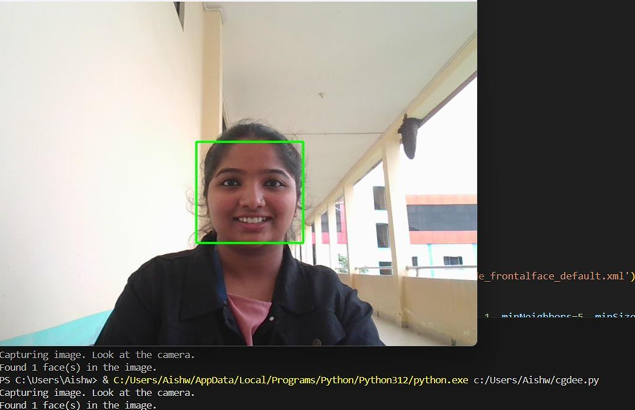 e_frontalface_default.xml')
minNeighbors=5, minSize
Capturing image. Look at the camera.
Found 1 face(s) in the image.
PS C:\Users\Aishw> & C:/Users/Aishw/AppData/Local/Programs/Python/Python312/python.exe c:/Users/Aishw/cgdee.py
Capturing image. Look at the camera.
Found 1 face(s) in the image.